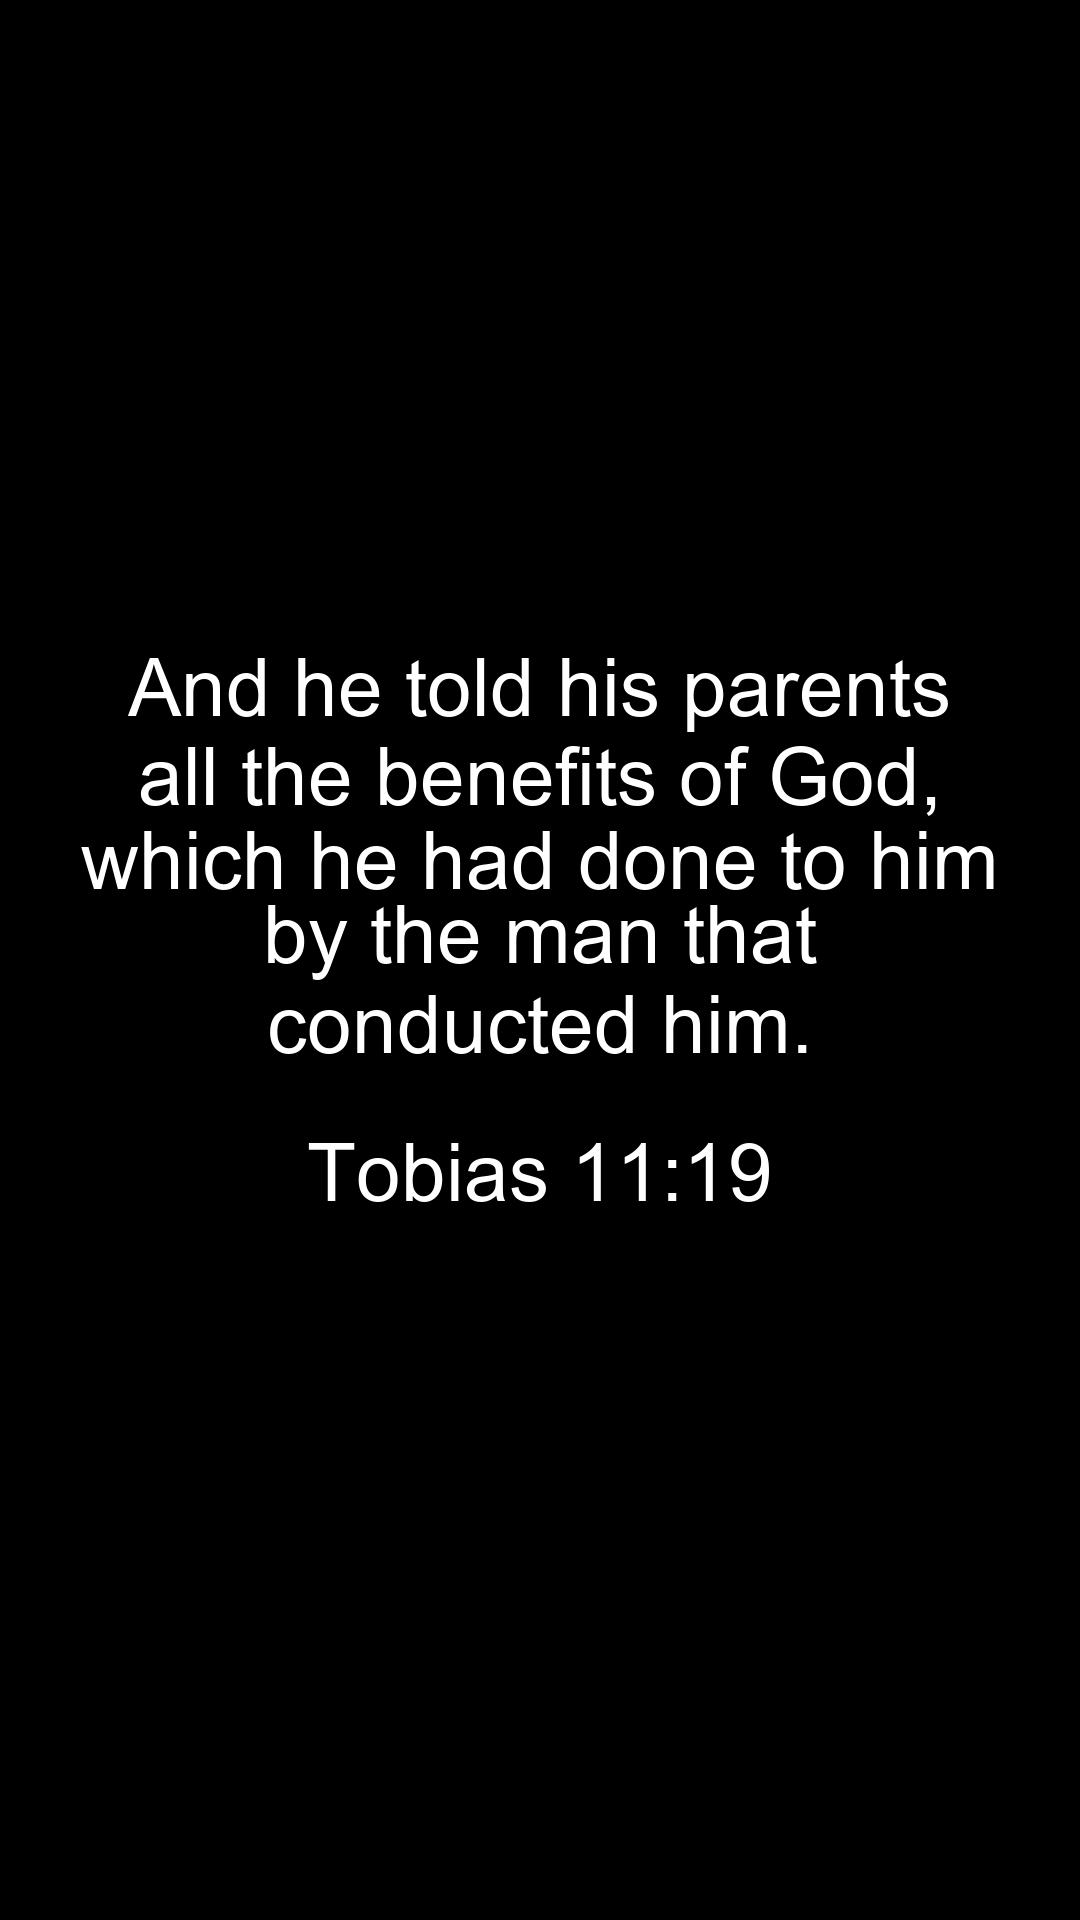 And he told his parents
all the benefits of God,
which he had done to him
by the man that
conducted him.
Tobias 11:19